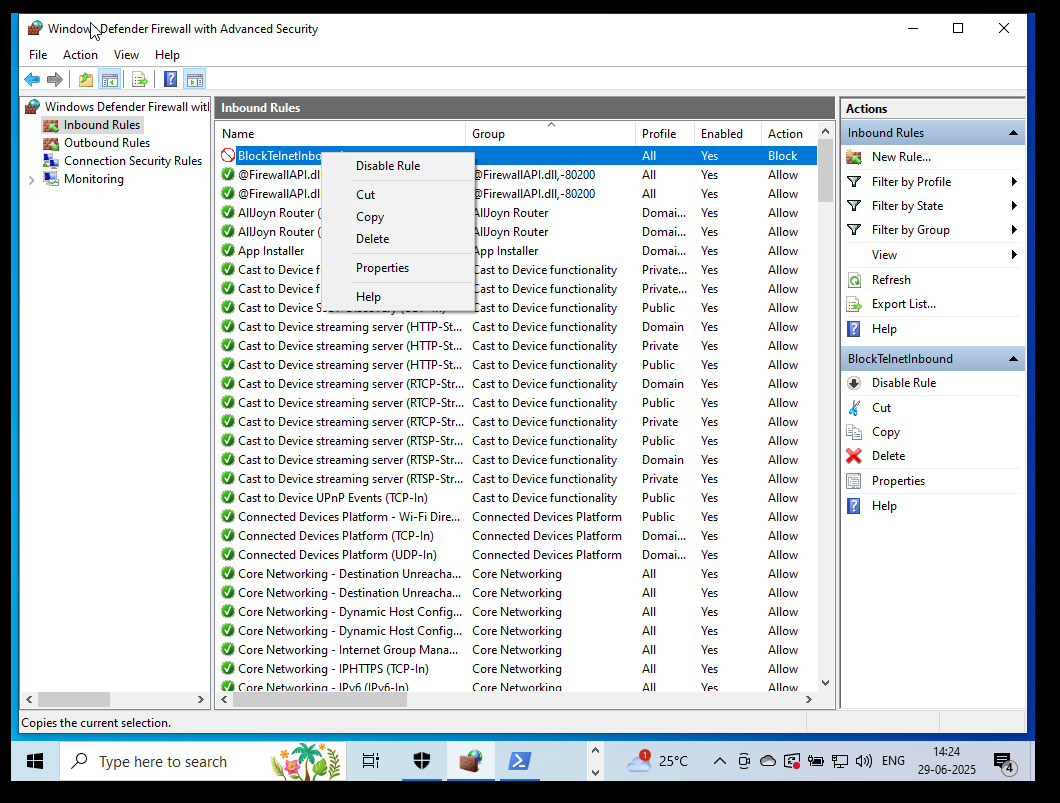 Windows Defender Firewall with Advanced Security
File Action View Help
Windows Defender Firewall wit
Inbound Rules
Outbound Rules
Connection Security Rules
Monitoring
Inbound Rules
Name Group Profile Enabled Action
BlockTelnetInbo All Yes Block
@FirewallAPI.dl @FirewallAPI.dll,-80200 All Yes Allow
@FirewallAPI.dl @FirewallAPI.dll,-80200 All Yes Allow
AllJoyn Router ( AllJoyn Router Domai... Yes Allow
AllJoyn Router ( AllJoyn Router Domai... Yes Allow
App Installer App Installer Domai... Yes Allow
Cast to Device f Cast to Device functionality Private... Yes Allow
Cast to Device f Cast to Device functionality Private... Yes Allow
Cast to Device Cast to Device functionality Public Yes Allow
Cast to Device streaming server (HTTP-St... Cast to Device functionality Domain Yes Allow
Cast to Device streaming server (HTTP-St... Cast to Device functionality Private Yes Allow
Cast to Device streaming server (HTTP-St... Cast to Device functionality Public Yes Allow
Cast to Device streaming server (RTCP-Str... Cast to Device functionality Domain Yes Allow
Cast to Device streaming server (RTCP-Str... Cast to Device functionality Public Yes Allow
Cast to Device streaming server (RTCP-Str... Cast to Device functionality Private Yes Allow
Cast to Device streaming server (RTSP-Str... Cast to Device functionality Public Yes Allow
Cast to Device streaming server (RTSP-Str... Cast to Device functionality Domain Yes Allow
Cast to Device streaming server (RTSP-Str... Cast to Device functionality Private Yes Allow
Cast to Device UPnP Events (TCP-In) Cast to Device functionality Public Yes Allow
Connected Devices Platform - Wi-Fi Dire... Connected Devices Platform Public Yes Allow
Connected Devices Platform (TCP-In) Connected Devices Platform Domai... Yes Allow
Connected Devices Platform (UDP-In) Connected Devices Platform Domai... Yes Allow
Core Networking - Destination Unreacha... Core Networking All Yes Allow
Core Networking - Destination Unreacha... Core Networking All Yes Allow
Core Networking - Dynamic Host Config... Core Networking All Yes Allow
Core Networking - Dynamic Host Config... Core Networking All Yes Allow
Core Networking - Internet Group Mana... Core Networking All Yes Allow
Core Networking - IPHTTPS (TCP-In) Core Networking All Yes Allow
Core Networking - IPv6 (IPv6-In) Core Networking All Yes Allow
Disable Rule
Cut
Copy
Delete
Properties
Help
Actions
Inbound Rules
New Rule...
Filter by Profile
Filter by State
Filter by Group
View
Refresh
Export List...
Help
BlockTelnetInbound
Disable Rule
Cut
Copy
Delete
Properties
Help
Copies the current selection.
Type here to search
1
25°C
ENG
14:24
29-06-2025
4